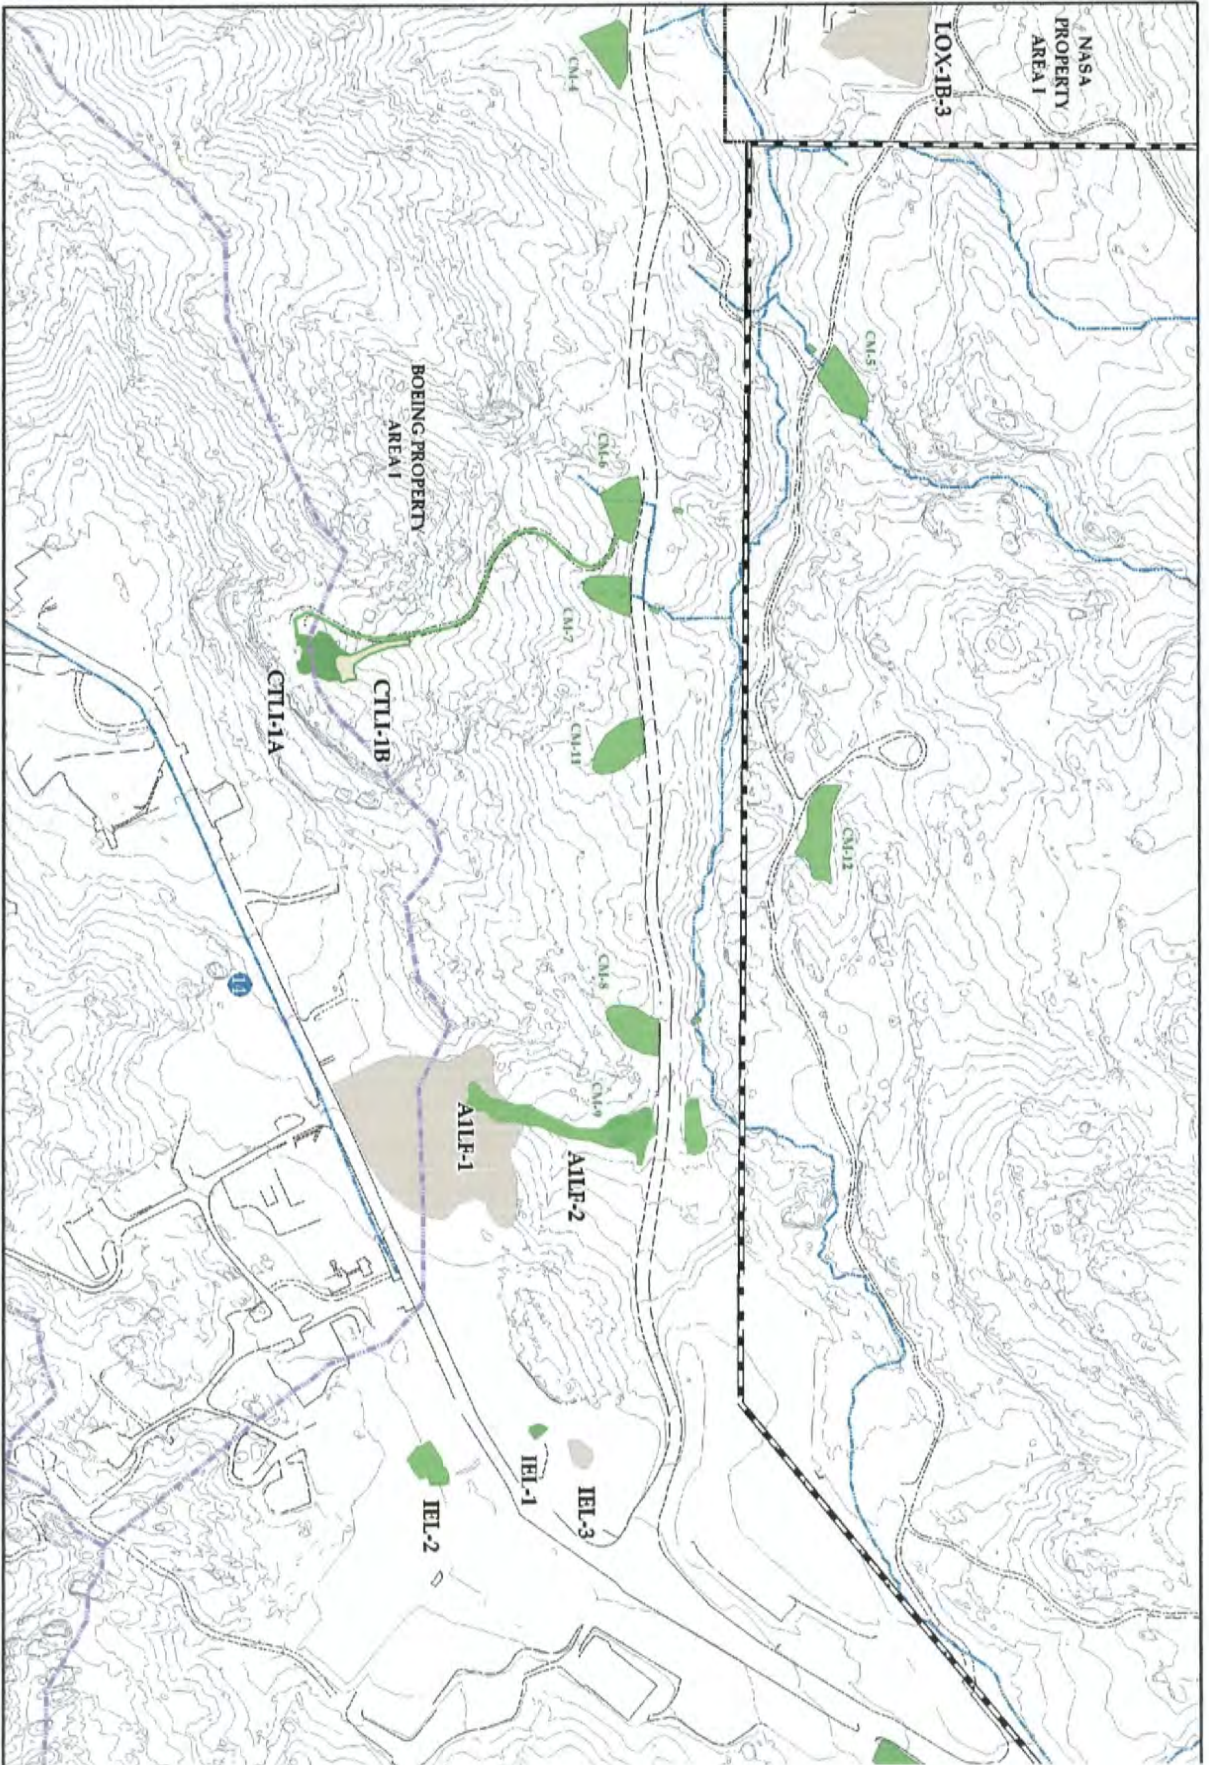 NASA
PROPERTY
AREA I
LOX-1B-3
CM-4
CM-5
BOEING PROPERTY
AREA I
CM-6
CM-7
CTLI-1B
CTLI-1A
CM-11
CM-12
14
CM-8
CM-9
A1LF-1
A1LF-2
IEL-1
IEL-3
IEL-2